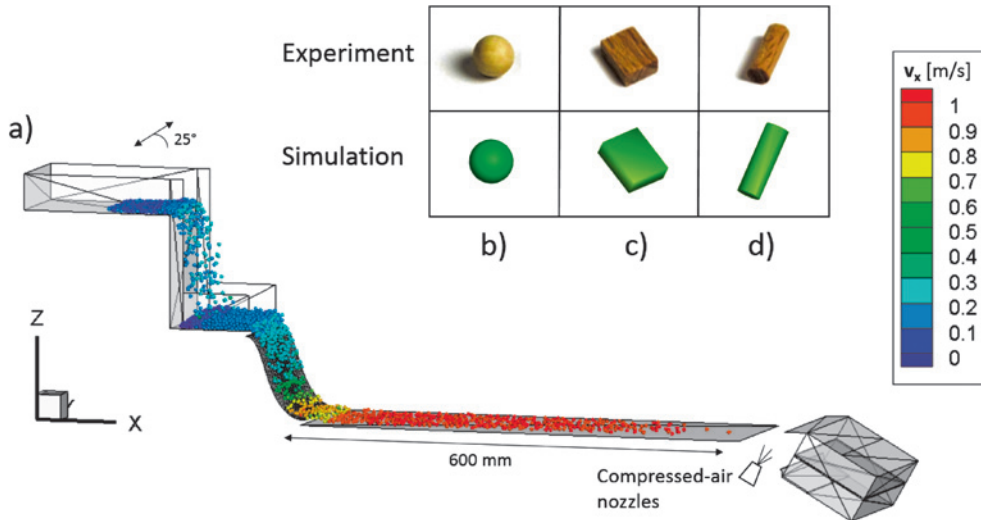 Experiment
Simulation
b)
c)
d)
a)
25°
Z
X
600 mm
Compressed-air
nozzles
v_x [m/s]
1
0.9
0.8
0.7
0.6
0.5
0.4
0.3
0.2
0.1
0